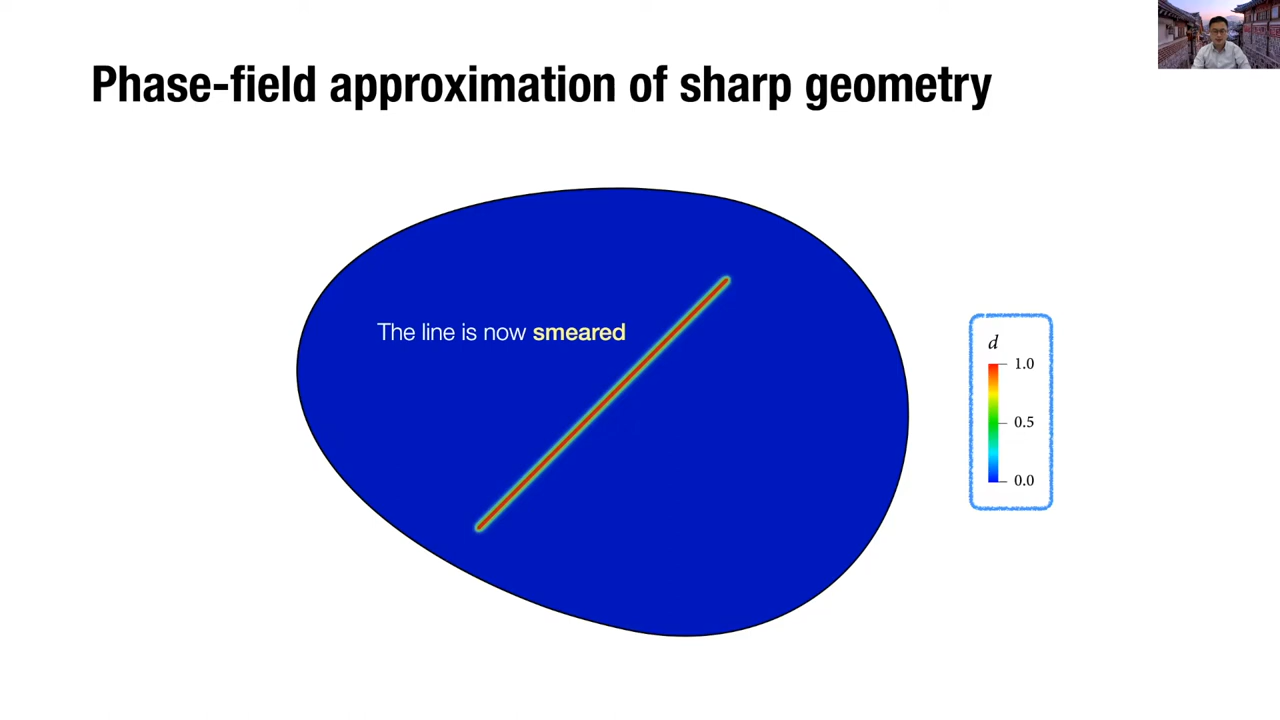 Phase-field approximation of sharp geometry
The line is now smeared
d
1.0
0.5
0.0